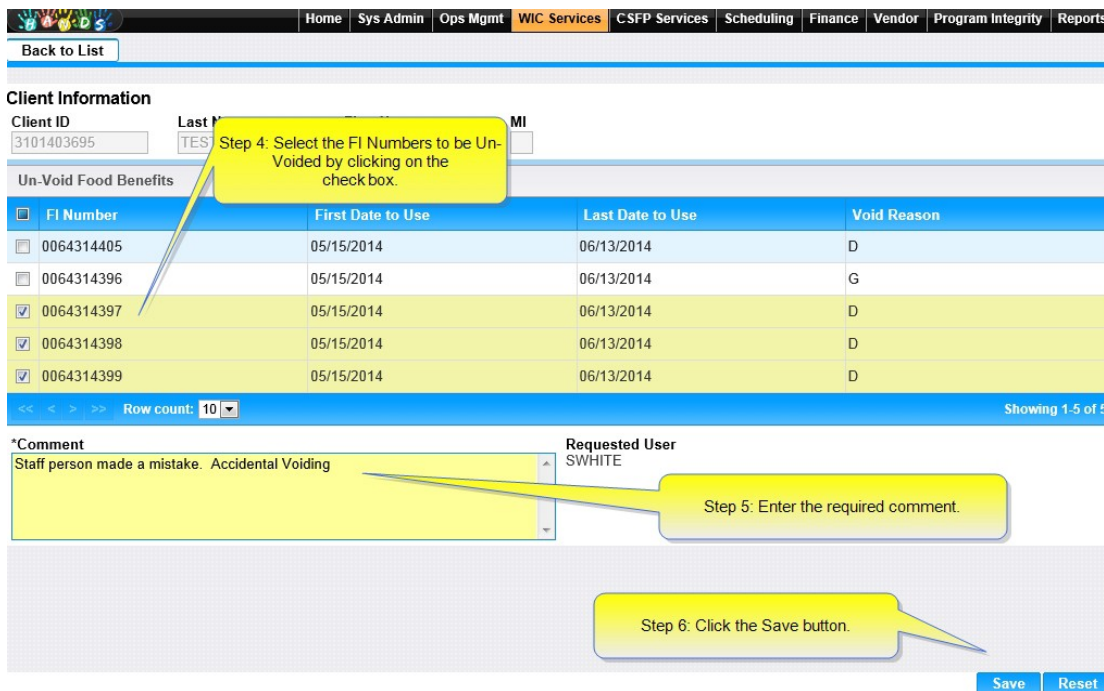 HANDS
Home Sys Admin Ops Mgmt WIC Services CSFP Services Scheduling Finance Vendor Program Integrity Reports
Back to List
Client Information
Client ID Last MI
3101403695 TEST
Step 4: Select the FI Numbers to be Un-
Voided by clicking on the
check box.
Un-Void Food Benefits
FI Number First Date to Use Last Date to Use Void Reason
0064314405 05/15/2014 06/13/2014 D
0064314396 05/15/2014 06/13/2014 G
0064314397 05/15/2014 06/13/2014 D
0064314398 05/15/2014 06/13/2014 D
0064314399 05/15/2014 06/13/2014 D
<< < > >> Row count: 10 Showing 1-5 of 5
*Comment Requested User
Staff person made a mistake. Accidental Voiding SWHITE
Step 5: Enter the required comment.
Step 6: Click the Save button.
Save Reset